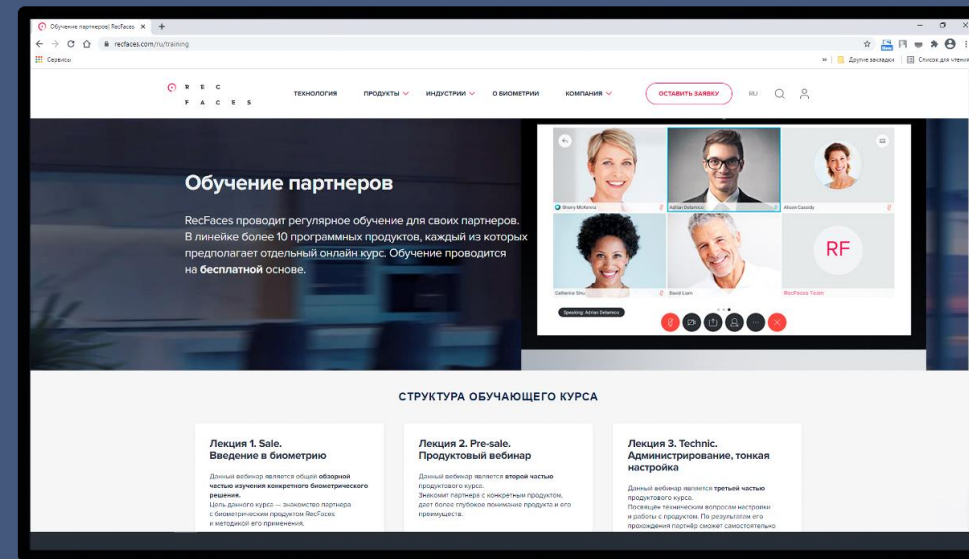 Обучение партнеров| RecFaces
recfaces.com/ru/training
Сервисы
Другие закладки
Список для чтения
REC
FACES
ТЕХНОЛОГИЯ
ПРОДУКТЫ
ИНДУСТРИИ
О БИОМЕТРИИ
КОМПАНИЯ
ОСТАВИТЬ ЗАЯВКУ
RU
Обучение партнеров
RecFaces проводит регулярное обучение для своих партнеров.
В линейке более 10 программных продуктов, каждый из которых
предполагает отдельный онлайн курс. Обучение проводится
на бесплатной основе.
Sherry McKenna
Adrian Delamico
Alison Cassidy
RF
Catherine Sinu
David Liam
RecFaces Team
Speaking: Adrian Delamico
СТРУКТУРА ОБУЧАЮЩЕГО КУРСА
Лекция 1. Sale.
Введение в биометрию
Данный вебинар является общей обзорной
частью изучения конкретного биометрического
решения.
Цель данного курса — знакомство партнера
с биометрическим продуктом RecFaces
и методикой его применения.
Лекция 2. Pre-sale.
Продуктовый вебинар
Данный вебинар является второй частью
продуктового курса.
Знакомит партнера с конкретным продуктом,
дает более глубокое понимание продукта и его
преимуществ.
Лекция 3. Technic.
Администрирование, тонкая
настройка
Данный вебинар является третьей частью
продуктового курса.
Посвящен техническим вопросам настройки
и работы с продуктом. По результатам его
прохождения партнёр сможет самостоятельно